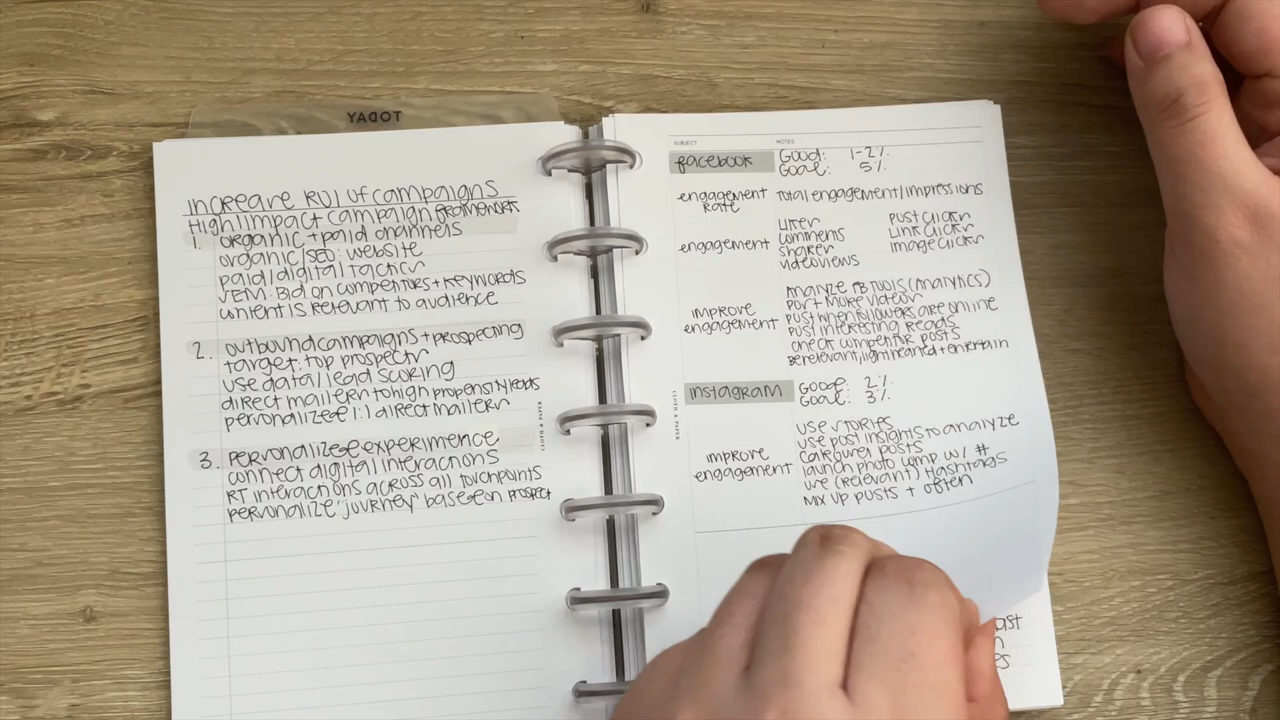 TODAY
increase ROI of campaigns
High impact campaign frameworks
1. organic + paid channels
organic/SEO: website
paid/digital tactics
SEM: Bid on competitors + keywords
content is relevant to audience
2. outbound campaigns + prospecting
target: top prospects
use data/lead scoring
direct mailers to high propensity leads
personalized 1:1 direct mailers
3. personalized experimence
connect digital interactions
RT interactions across all touchpoints
personalize "journey" based on prospect
CLOTH & PAPER
SUBJECT NOTES
facebook Good: 1-2%
Goal: 5%
engagement rate Total engagement/impressions
engagement
likes post clicks
comments link clicks
shares image clicks
videoviews
improve engagement
analyze FB TOOLS (analytics)
post more videos
post when followers are online
post interesting reads
check competitor posts
Be relevant, lighthearted + entertain
CLOTH & PAPER
instagram Good: 2%
Goal: 3%
improve engagement
use stories
use post insights to analyze
carousel posts
launch photo comp w/ #
use (relevant) Hashtags
mix up posts + often